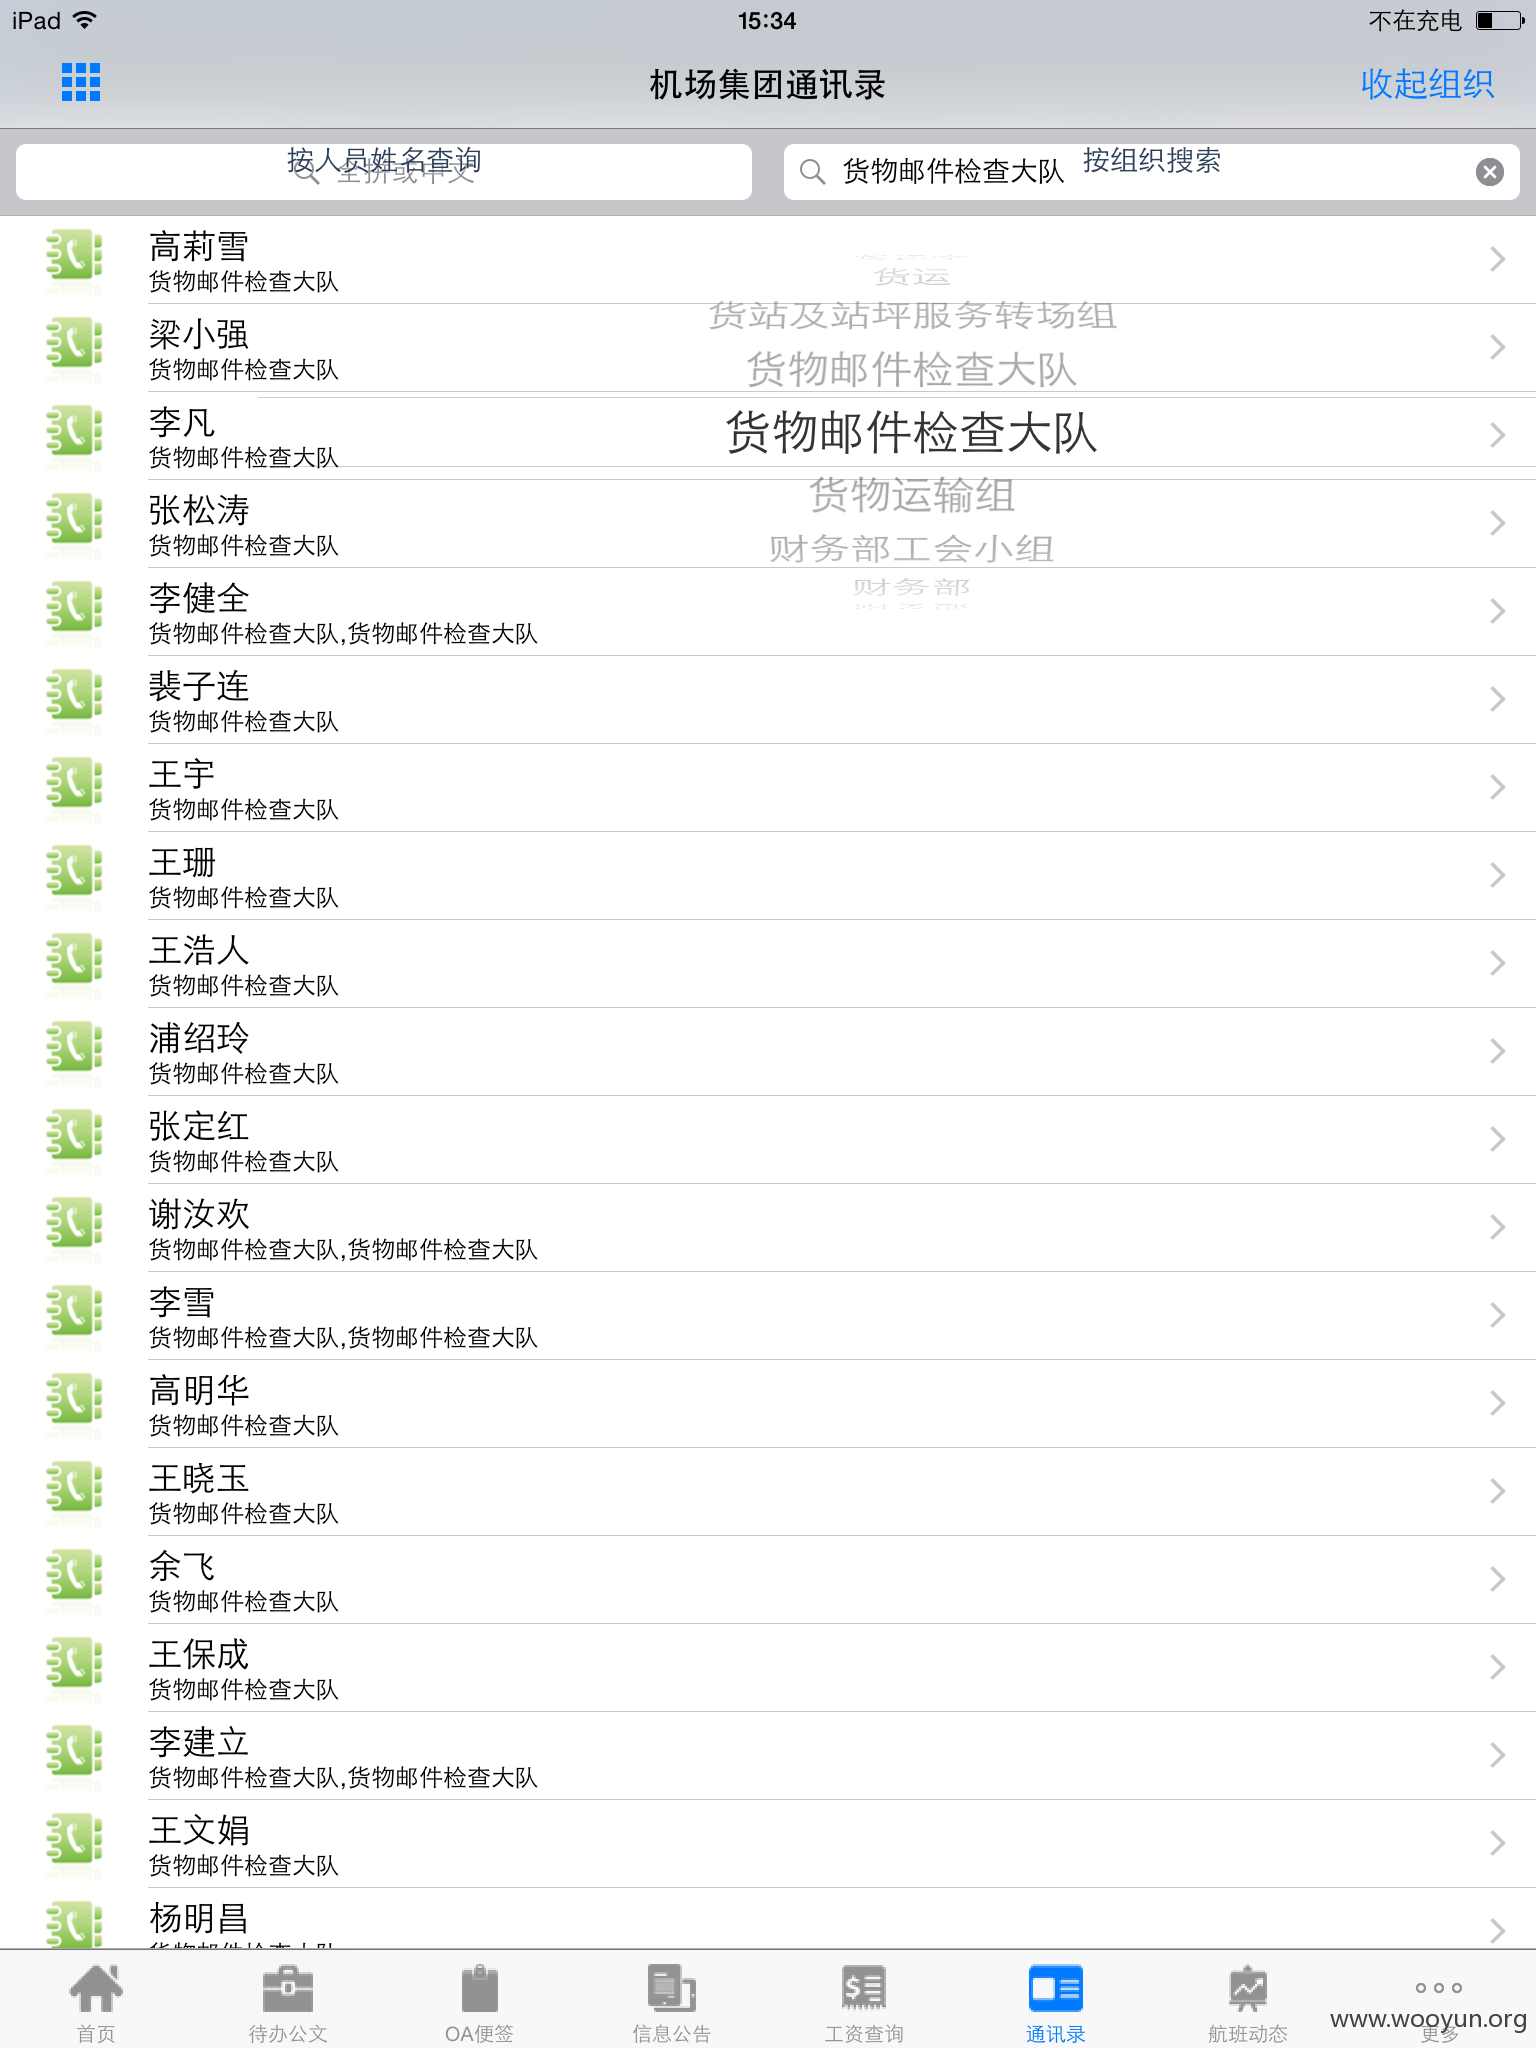 iPad 15:34 不在充电
机场集团通讯录 收起组织
按人员姓名查询 全拼或中文
货物邮件检查大队 按组织搜索
高莉雪
货物邮件检查大队
梁小强
货物邮件检查大队
李凡
货物邮件检查大队
张松涛
货物邮件检查大队
李健全
货物邮件检查大队,货物邮件检查大队
裴子连
货物邮件检查大队
王宇
货物邮件检查大队
王珊
货物邮件检查大队
王浩人
货物邮件检查大队
浦绍玲
货物邮件检查大队
张定红
货物邮件检查大队
谢汝欢
货物邮件检查大队,货物邮件检查大队
李雪
货物邮件检查大队,货物邮件检查大队
高明华
货物邮件检查大队
王晓玉
货物邮件检查大队
余飞
货物邮件检查大队
王保成
货物邮件检查大队
李建立
货物邮件检查大队,货物邮件检查大队
王文娟
货物邮件检查大队
杨明昌
货物邮件检查大队
货运
货站及站坪服务转场组
货物邮件检查大队
货物邮件检查大队
货物运输组
财务部工会小组
财务部
首页 待办公文 OA便签 信息公告 工资查询 通讯录 航班动态 更多
www.wooyun.org